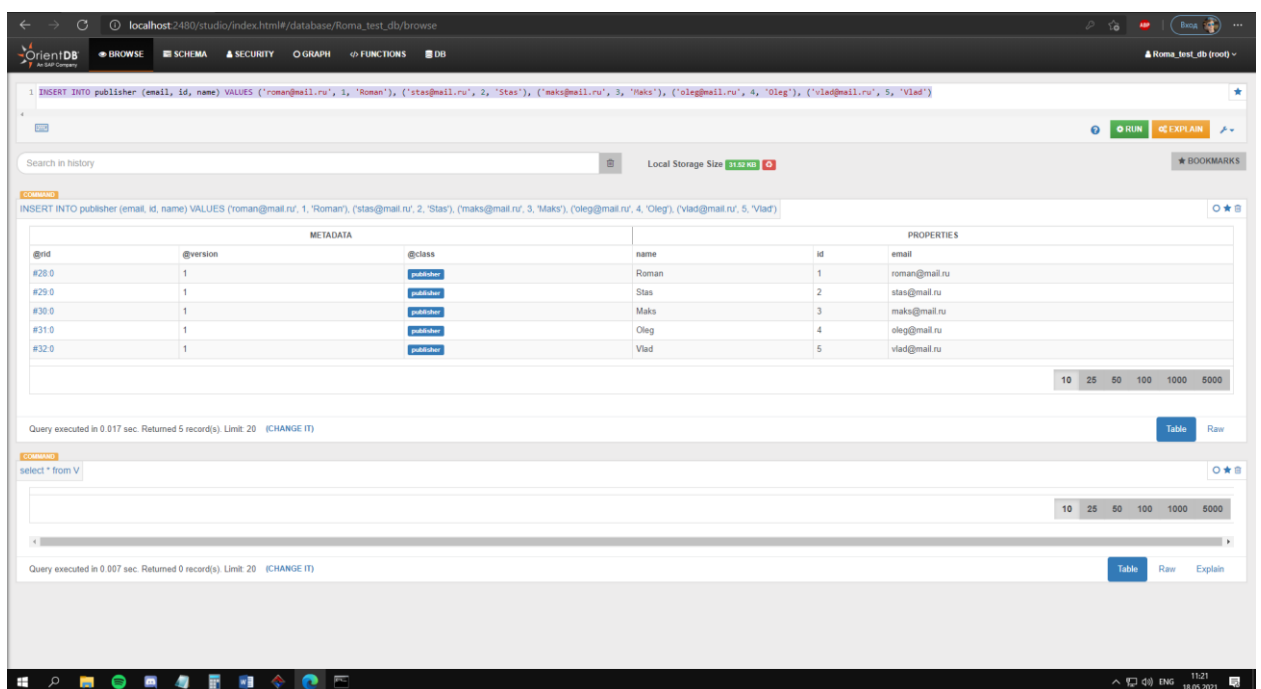 localhost:2480/studio/index.html#/database/Roma_test_db/browse
ABP
Вход
OrientDB
An SAP Company
BROWSE
SCHEMA
SECURITY
GRAPH
FUNCTIONS
DB
Roma_test_db (root)
1 INSERT INTO publisher (email, id, name) VALUES ('roman@mail.ru', 1, 'Roman'), ('stas@mail.ru', 2, 'Stas'), ('maks@mail.ru', 3, 'Maks'), ('oleg@mail.ru', 4, 'Oleg'), ('vlad@mail.ru', 5, 'Vlad')
RUN EXPLAIN
Search in history
Local Storage Size 31.52 KB
BOOKMARKS
COMMAND
INSERT INTO publisher (email, id, name) VALUES ('roman@mail.ru', 1, 'Roman'), ('stas@mail.ru', 2, 'Stas'), ('maks@mail.ru', 3, 'Maks'), ('oleg@mail.ru', 4, 'Oleg'), ('vlad@mail.ru', 5, 'Vlad')
METADATA PROPERTIES
@rid @version @class name id email
#28:0 1 publisher Roman 1 roman@mail.ru
#29:0 1 publisher Stas 2 stas@mail.ru
#30:0 1 publisher Maks 3 maks@mail.ru
#31:0 1 publisher Oleg 4 oleg@mail.ru
#32:0 1 publisher Vlad 5 vlad@mail.ru
10 25 50 100 1000 5000
Query executed in 0.017 sec. Returned 5 record(s). Limit: 20 (CHANGE IT)
Table Raw
COMMAND
select * from V
10 25 50 100 1000 5000
Query executed in 0.007 sec. Returned 0 record(s). Limit: 20 (CHANGE IT)
Table Raw Explain
ENG
11:21
18.05.2021